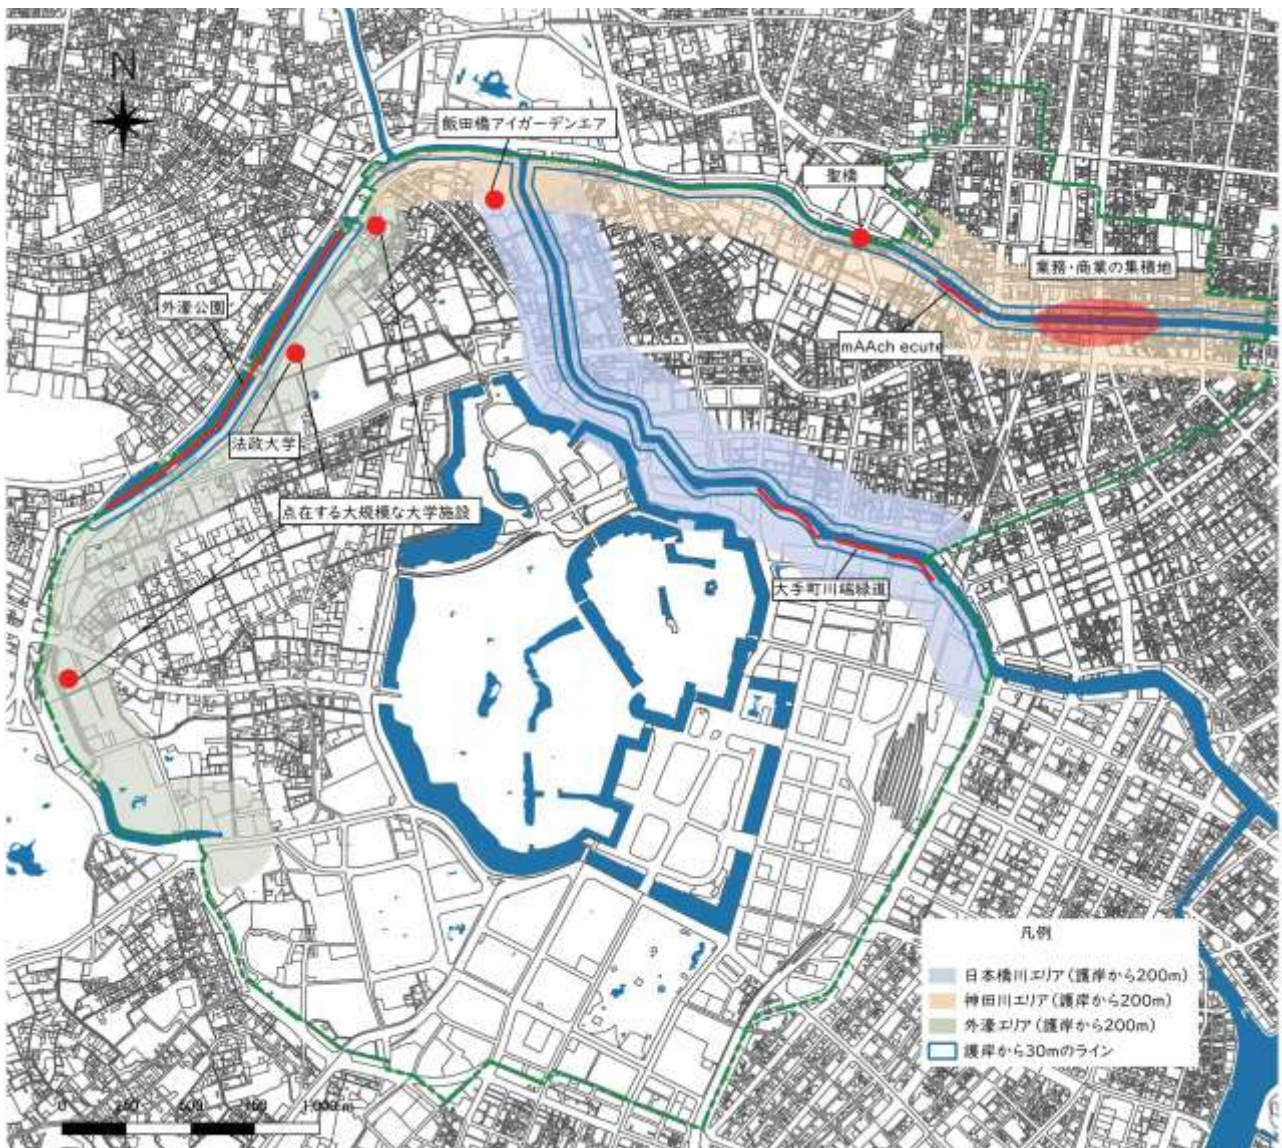 N
飯田橋アイガーデンエア
聖橋
業務・商業の集積地
外濠公園
mAAch ecute
法政大学
点在する大規模な大学施設
大手町川端緑道
凡例
日本橋川エリア(護岸から200m)
神田川エリア(護岸から200m)
外濠エリア(護岸から200m)
護岸から30mのライン
0 250 500 750 1000 m